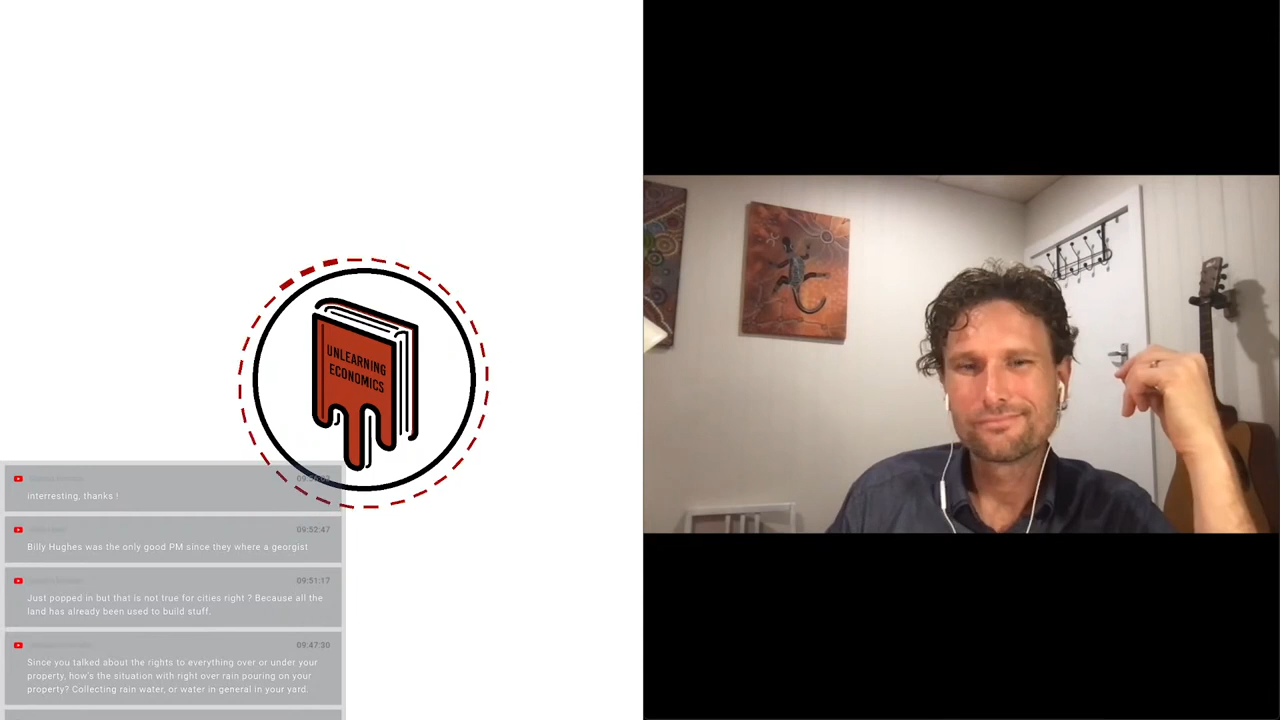 UNLEARNING
ECONOMICS
interresting, thanks !
09:52:47
Billy Hughes was the only good PM since they where a georgist
09:51:17
Just popped in but that is not true for cities right ? Because all the
land has already been used to build stuff.
09:47:30
Since you talked about the rights to everything over or under your
property, how's the situation with right over rain pouring on your
property? Collecting rain water, or water in general in your yard.